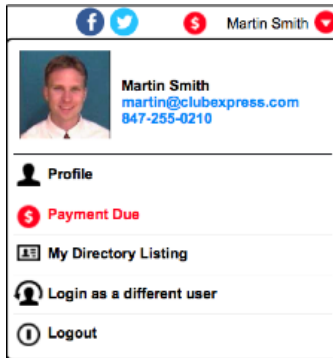 Martin Smith
Martin Smith
martin@clubexpress.com
847-255-0210
Profile
$ Payment Due
My Directory Listing
Login as a different user
Logout